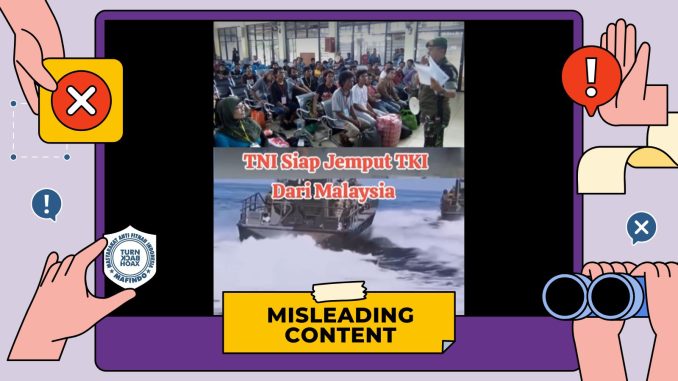 TNI Siap Jemput TKI
Dari Malaysia
MASYARAKAT ANTI FITNAH INDONESIA
TURN
BACK
HOAX
MAFINDO
MISLEADING
CONTENT